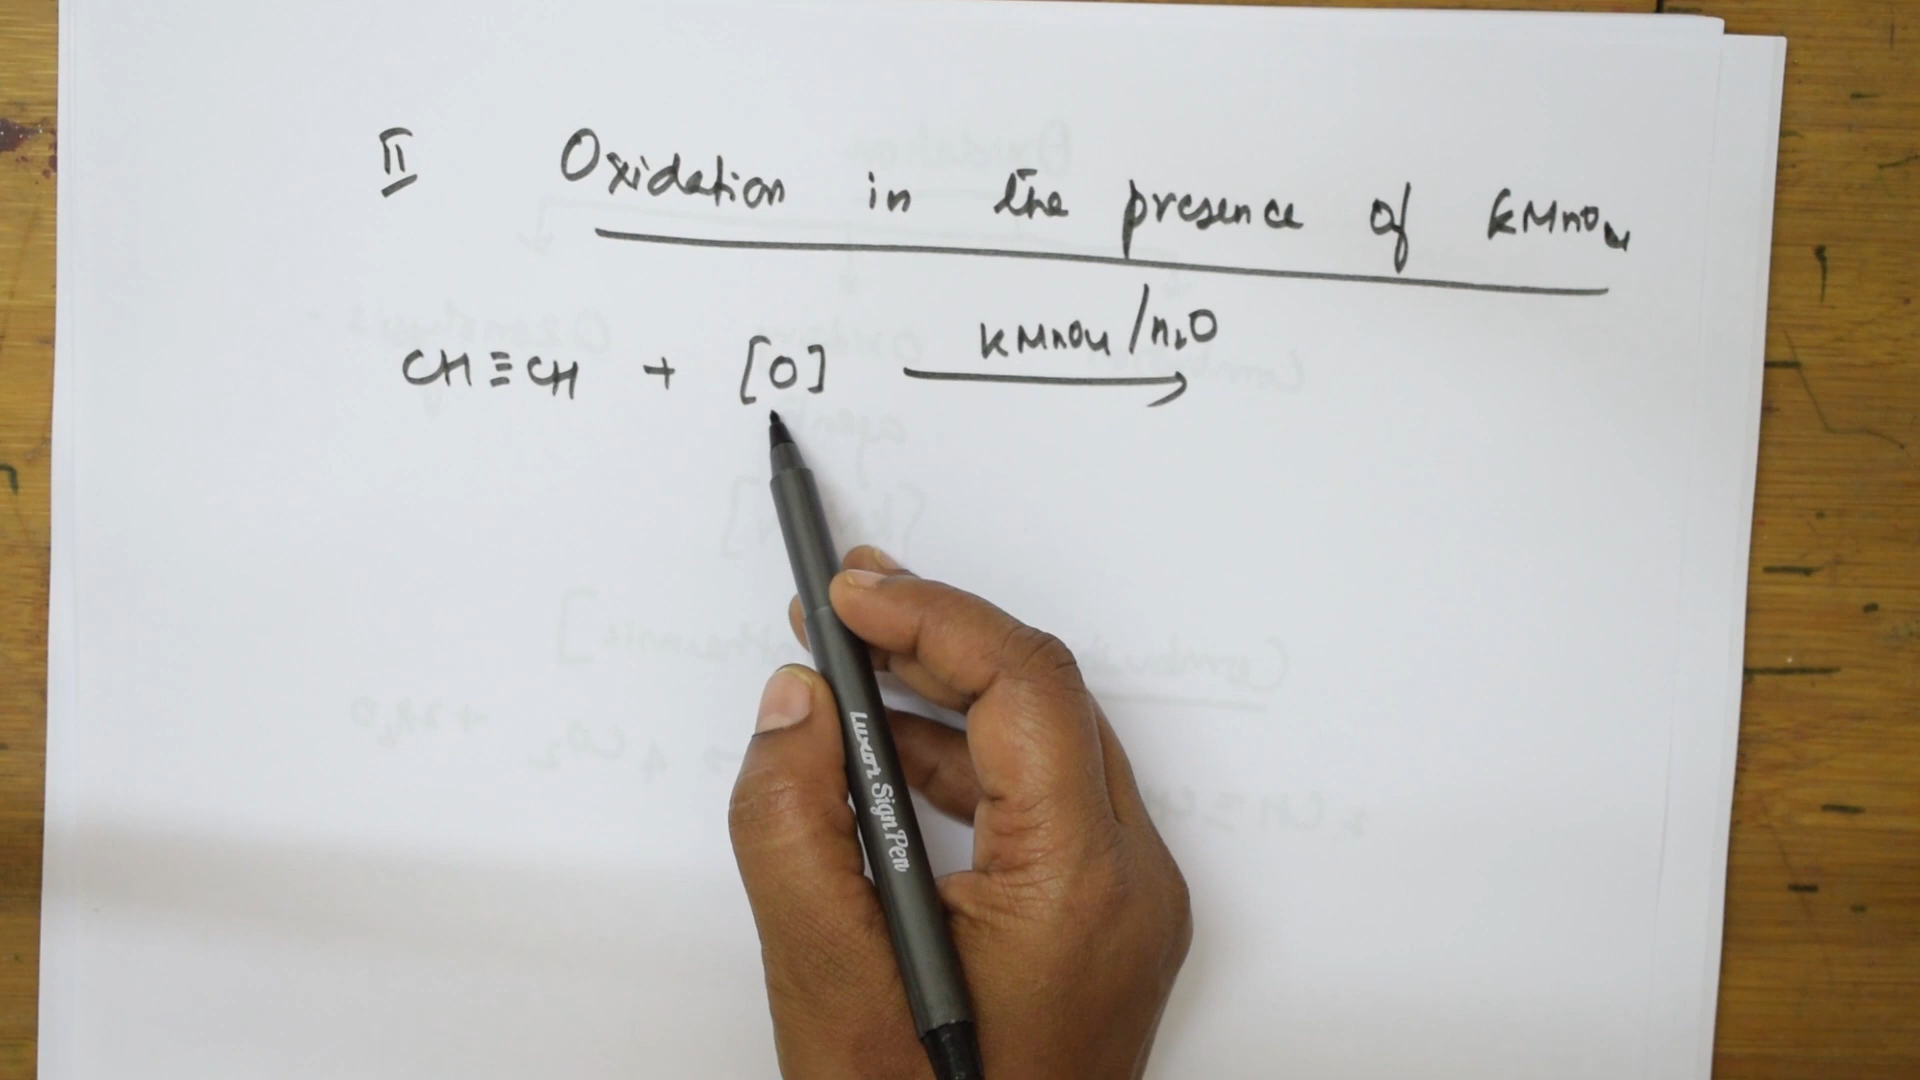 II Oxidation in the presence of KMnO₄
CH≡CH + [O] KMnO₄/H₂O →
Luxor Sign Pen